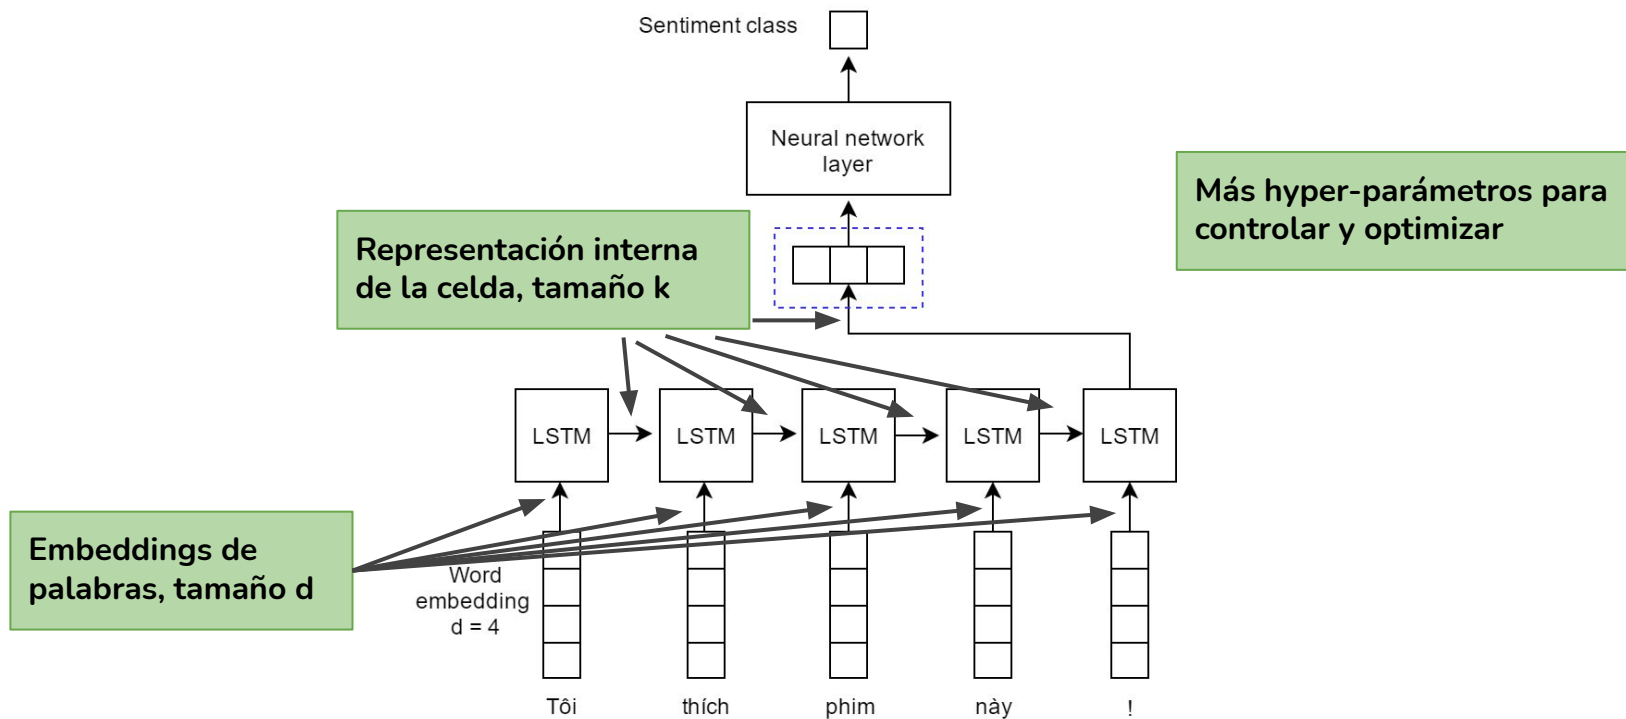 Sentiment class
Neural network
layer
Más hyper-parámetros para
controlar y optimizar
Representación interna
de la celda, tamaño k
LSTM
LSTM
LSTM
LSTM
LSTM
Embeddings de
palabras, tamaño d
Word
embedding
d = 4
Tôi
thích
phim
này
!